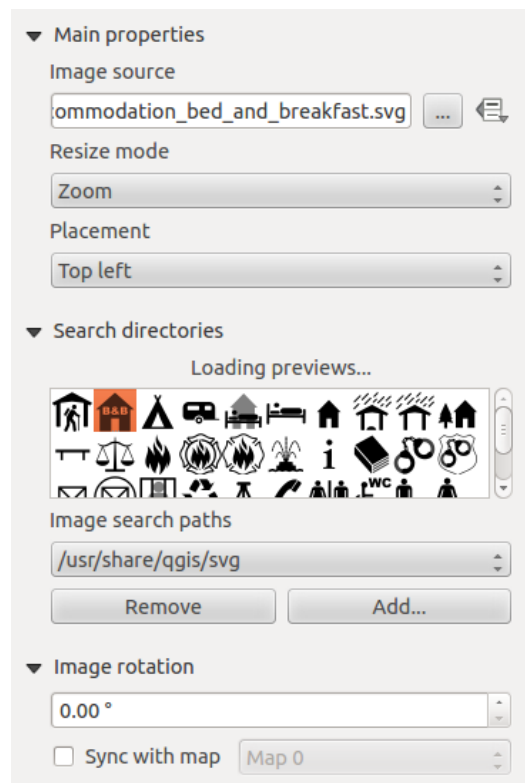 Main properties
Image source
ommodation_bed_and_breakfast.svg ...
Resize mode
Zoom
Placement
Top left
Search directories
Loading previews...
B&B
i
WC
Image search paths
/usr/share/qgis/svg
Remove Add...
Image rotation
0.00 °
Sync with map Map 0